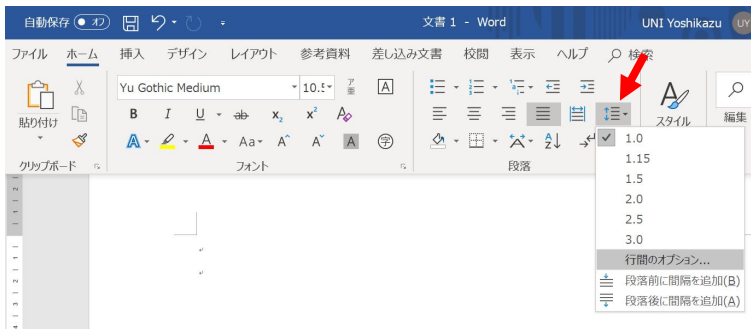 自動保存 オフ 文書 1 - Word UNI Yoshikazu UY
ファイル ホーム 挿入 デザイン レイアウト 参考資料 差し込み文書 校閲 表示 ヘルプ 検索
Yu Gothic Medium 10.5 ア亜 A
B I U ab x₂ x² A
A A Aa A A A 字
貼り付け スタイル 編集
クリップボード フォント 段落
1.0
1.15
1.5
2.0
2.5
3.0
行間のオプション...
段落前に間隔を追加(B)
段落後に間隔を追加(A)